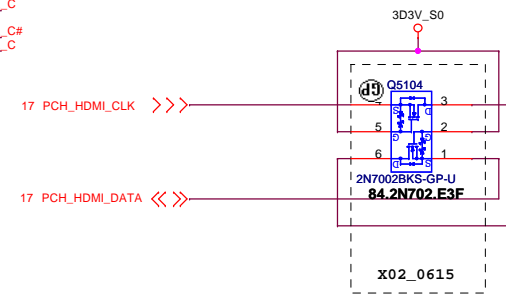 _C
_C#
_C
3D3V_S0
GP
Q5104
17 PCH_HDMI_CLK
3
S
D
5
G
2
6
G
1
D
S
2N7002BKS-GP-U
17 PCH_HDMI_DATA
84.2N702.E3F
X02_0615